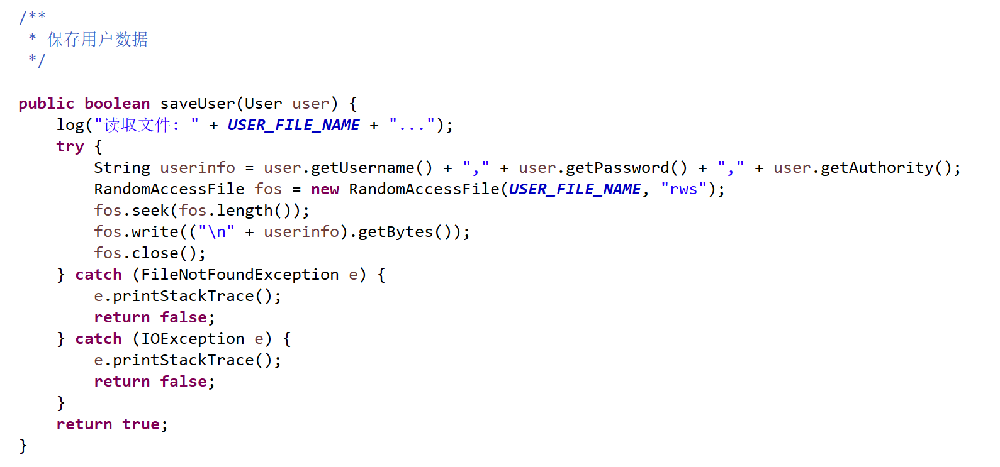 /**
 * 保存用户数据
 */
public boolean saveUser(User user) {
    log("读取文件: " + USER_FILE_NAME + "...");
    try {
        String userinfo = user.getUsername() + "," + user.getPassword() + "," + user.getAuthority();
        RandomAccessFile fos = new RandomAccessFile(USER_FILE_NAME, "rws");
        fos.seek(fos.length());
        fos.write(("\n" + userinfo).getBytes());
        fos.close();
    } catch (FileNotFoundException e) {
        e.printStackTrace();
        return false;
    } catch (IOException e) {
        e.printStackTrace();
        return false;
    }
    return true;
}